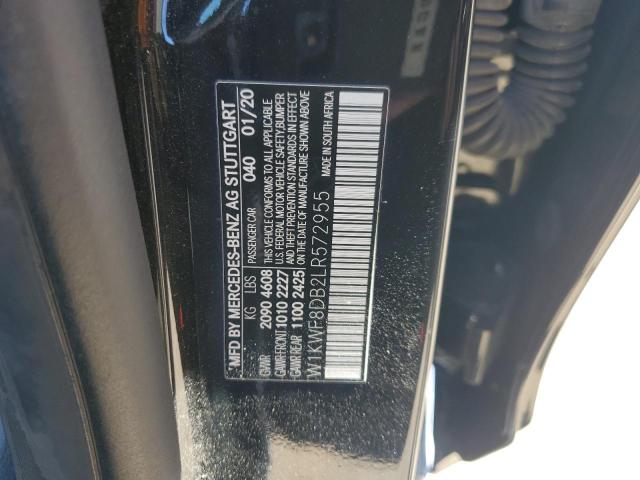 MFD BY MERCEDES-BENZ AG STUTTGART
KG LBS PASSENGER CAR 040 01/20
GVWR 2090 4608 THIS VEHICLE CONFORMS TO ALL APPLICABLE
GAWR-FRONT 1010 2227 U.S. FEDERAL MOTOR VEHICLE SAFETY, BUMPER
GAWR REAR 1100 2425 AND THEFT PREVENTION STANDARDS IN EFFECT
ON THE DATE OF MANUFACTURE SHOWN ABOVE
W1KWF8DB2LR572955 MADE IN SOUTH AFRICA